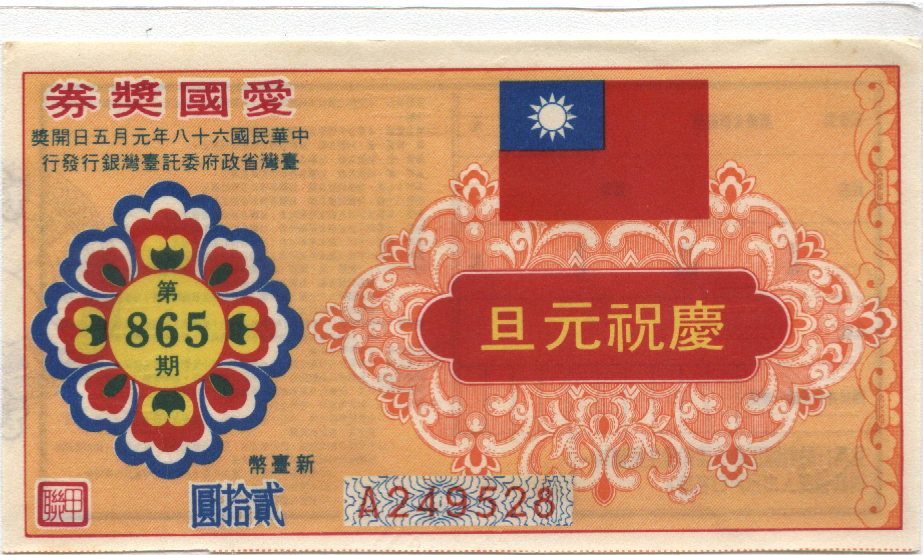 愛國獎券
中華民國六十八年元月五日開獎
臺灣省政府委託臺灣銀行發行
第
865
期
慶祝元旦
新臺幣
貳拾圓
A249528
中聯